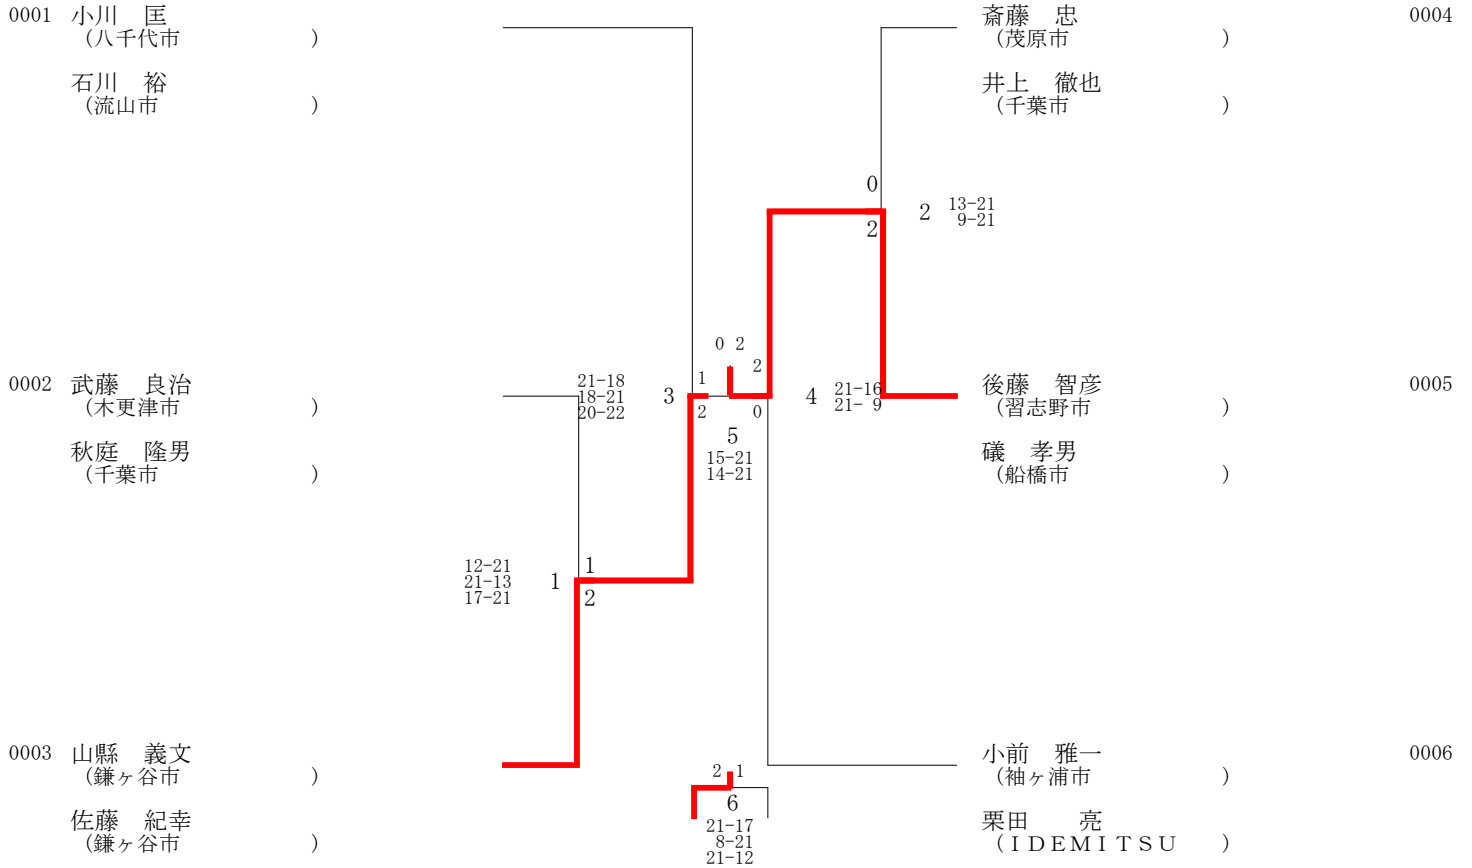 0001 小川　匡
(八千代市　　　　　)
石川　裕
(流山市　　　　　　)
0002 武藤　良治
(木更津市　　　　　)
秋庭　隆男
(千葉市　　　　　　)
0003 山縣　義文
(鎌ヶ谷市　　　　　)
佐藤　紀幸
(鎌ヶ谷市　　　　　)
12-21
21-13
17-21
1
1
2
21-18
18-21
20-22
3
1
2
0 2
5
15-21
14-21
2
0
4
21-16
21- 9
0
2
2
13-21
9-21
2 1
6
21-17
8-21
21-12
斎藤　忠 0004
(茂原市　　　　　　)
井上　徹也
(千葉市　　　　　　)
後藤　智彦 0005
(習志野市　　　　　)
礒　孝男
(船橋市　　　　　　)
小前　雅一 0006
(袖ヶ浦市　　　　　)
栗田　　亮
(ＩＤＥＭＩＴＳＵ　)